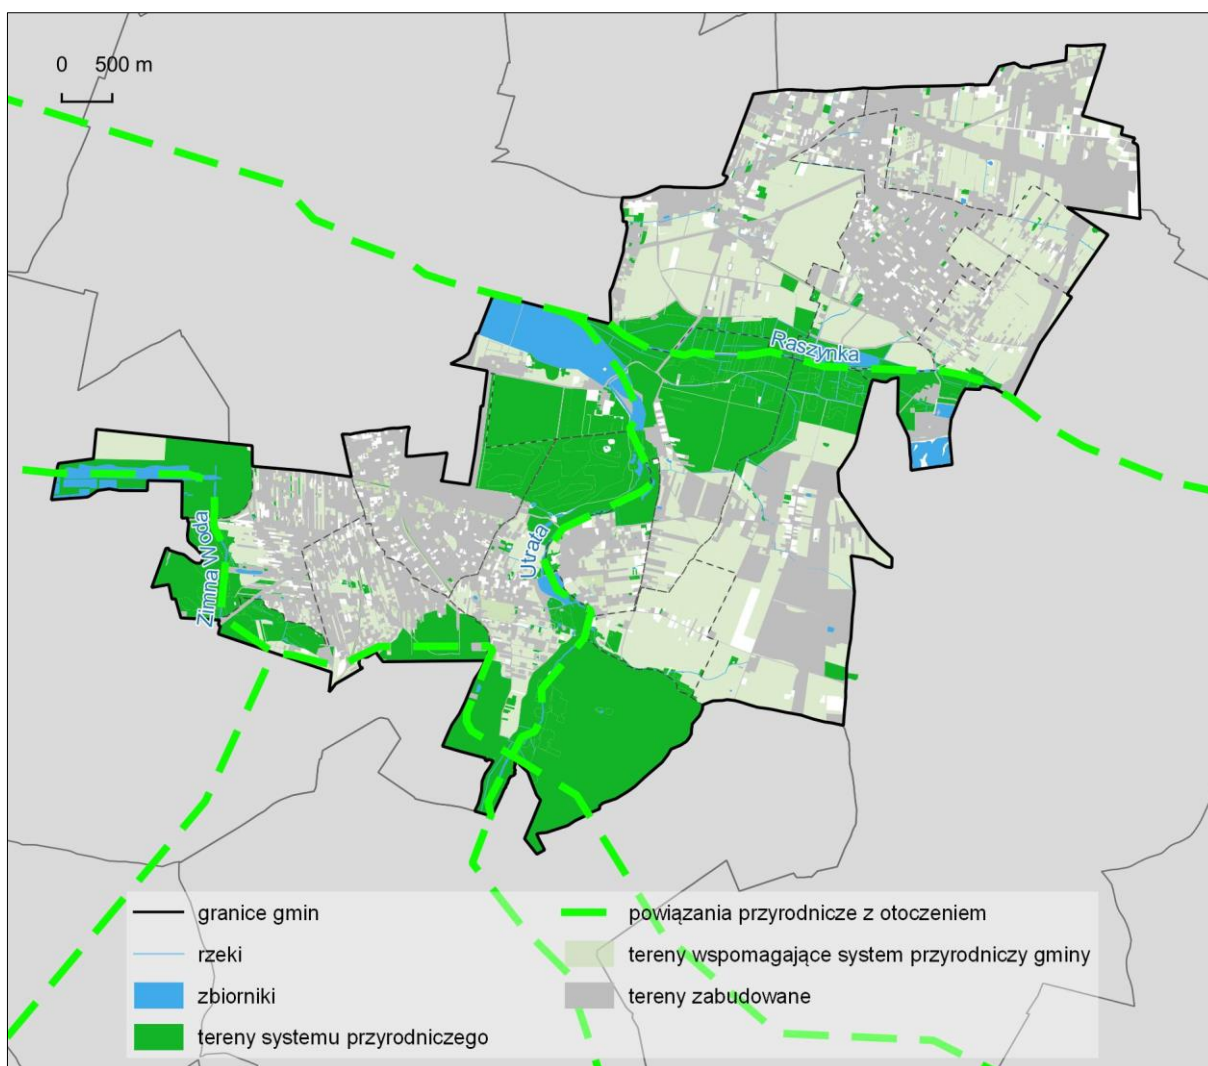 0 500 m
Raszynka
Zimna Woda
Utrata
granice gmin
rzeki
zbiorniki
tereny systemu przyrodniczego
powiązania przyrodnicze z otoczeniem
tereny wspomagające system przyrodniczy gminy
tereny zabudowane